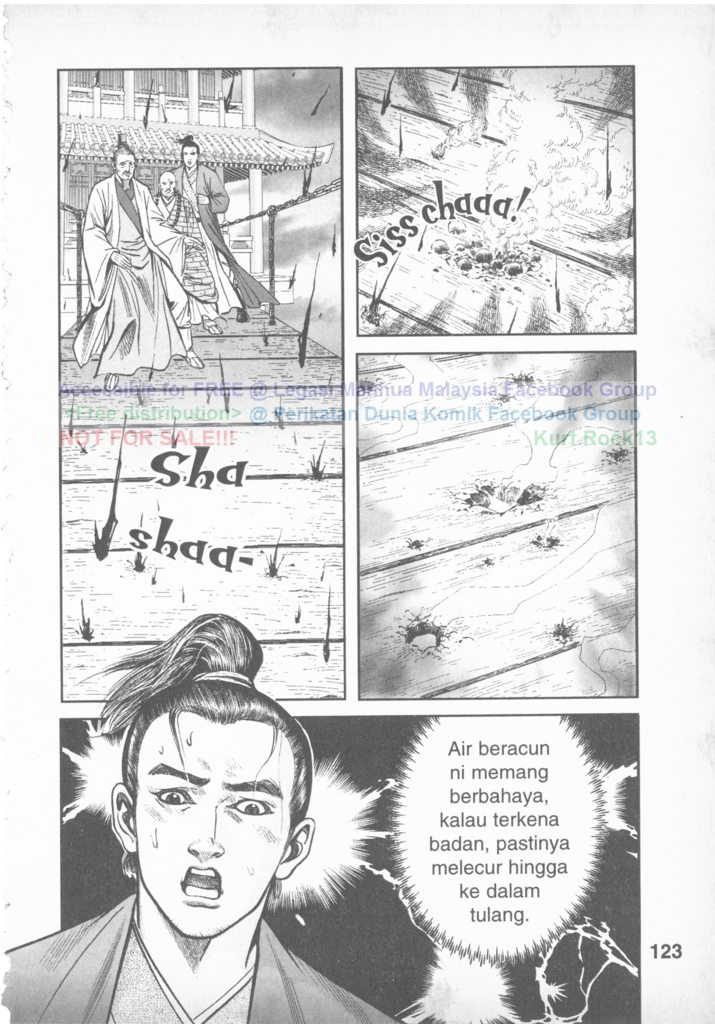 Siss chaaa!
Accessible for FREE @ Legasi Manhua Malaysia Facebook Group
<Free distribution> @ Perikatan Dunia Komik Facebook Group
NOT FOR SALE!!! Kurt Rock13
Sha
shaa-
Air beracun
ni memang
berbahaya,
kalau terkena
badan, pastinya
melecur hingga
ke dalam
tulang.
123